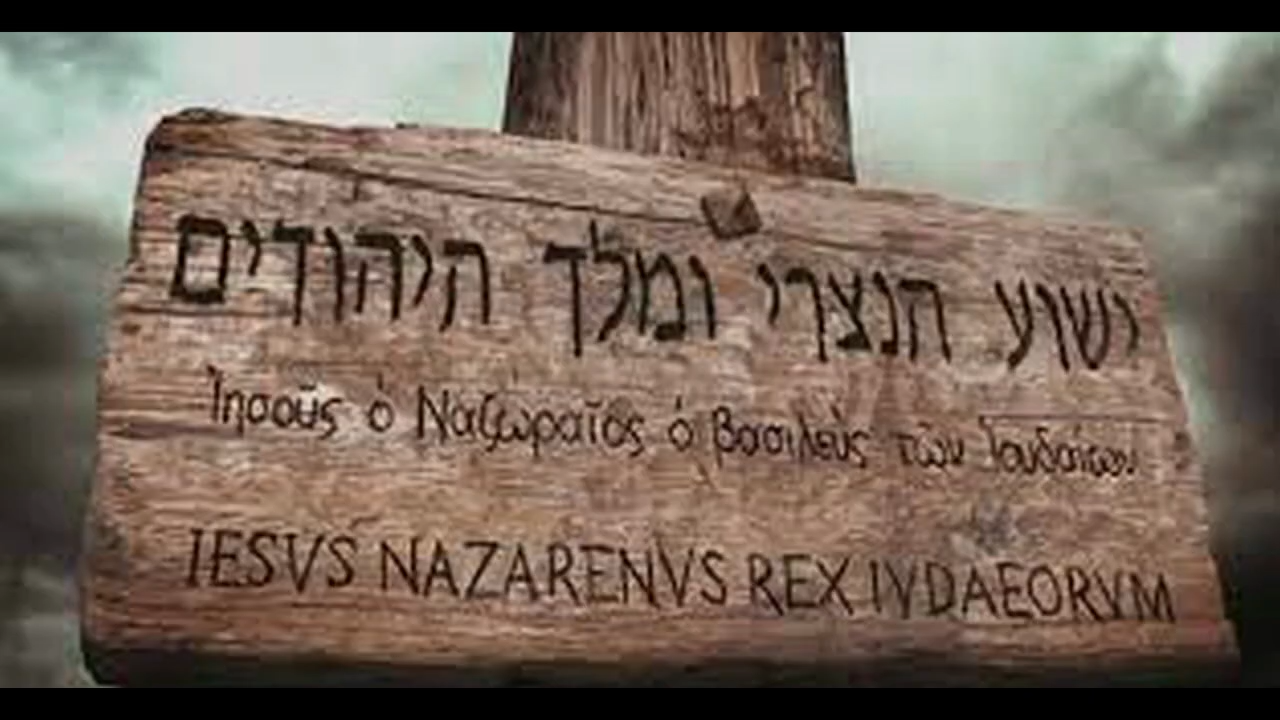 ישוע הנצרי ומלך היהודים
Ἰησοῦς ὁ Ναζωραῖος ὁ βασιλεὺς τῶν Ἰουδαίων
IESVS NAZARENVS REX IVDAEORVM